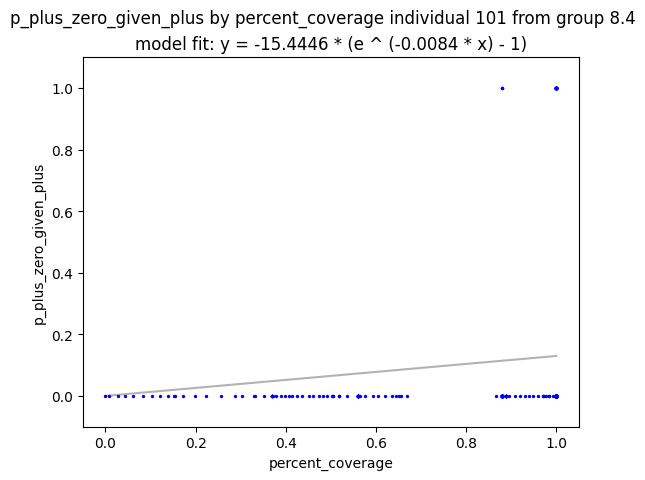 p_plus_zero_given_plus by percent_coverage individual 101 from group 8.4
model fit: y = -15.4446 * (e ^ (-0.0084 * x) - 1)
1.0
0.8
0.6
0.4
0.2
0.0
p_plus_zero_given_plus
0.0 0.2 0.4 0.6 0.8 1.0
percent_coverage